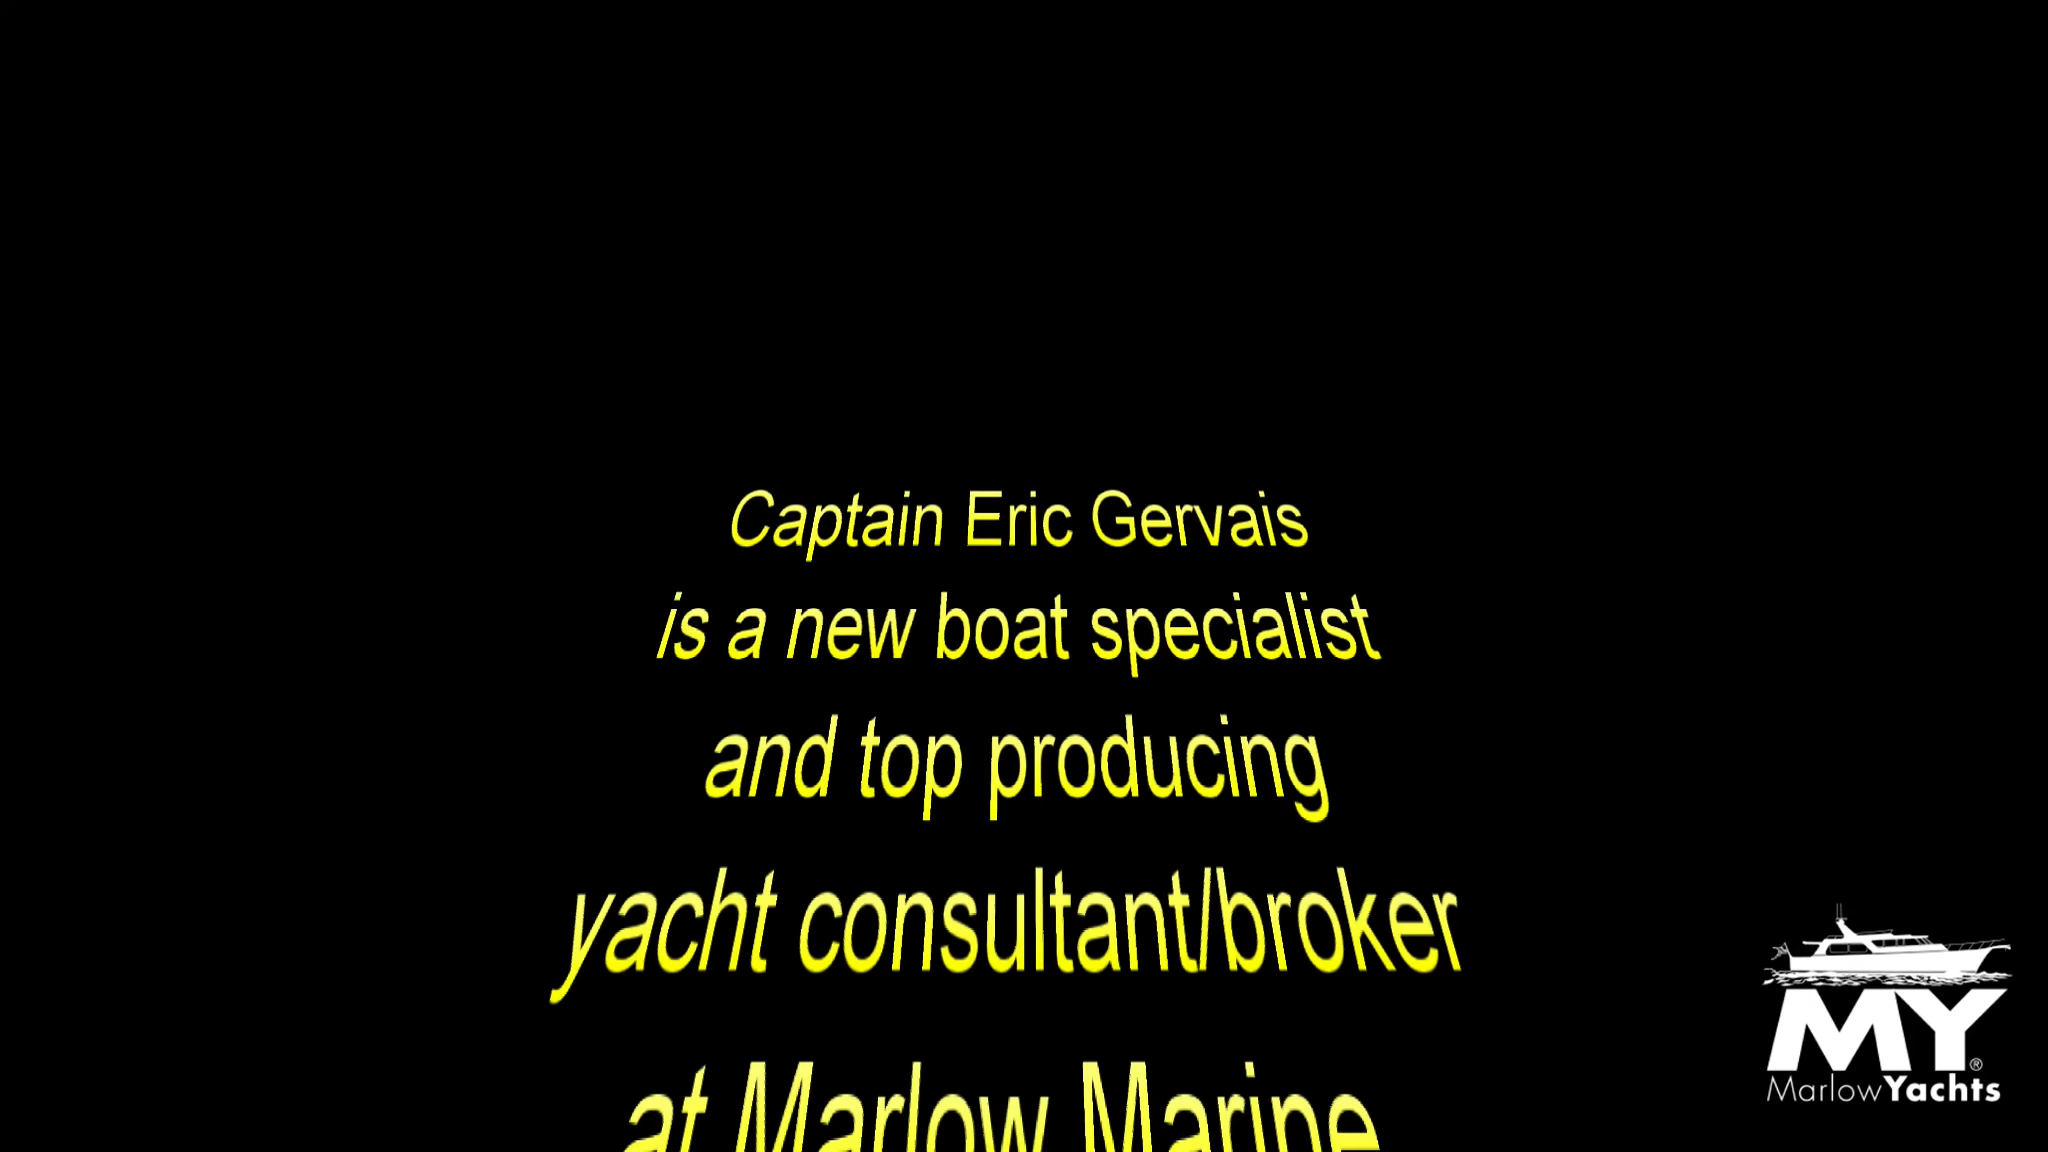 Captain Eric Gervais
is a new boat specialist
and top producing
yacht consultant/broker
at Marlow Marine
MY®
MarlowYachts